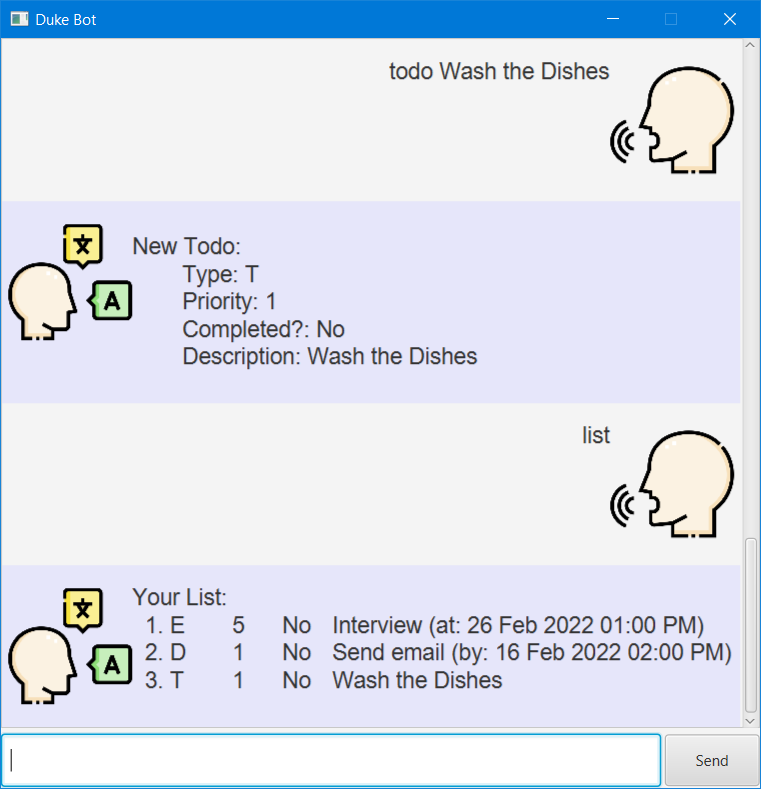 Duke Bot
todo Wash the Dishes
文
A
New Todo:
Type: T
Priority: 1
Completed?: No
Description: Wash the Dishes
list
文
A
Your List:
1. E 5 No Interview (at: 26 Feb 2022 01:00 PM)
2. D 1 No Send email (by: 16 Feb 2022 02:00 PM)
3. T 1 No Wash the Dishes
Send